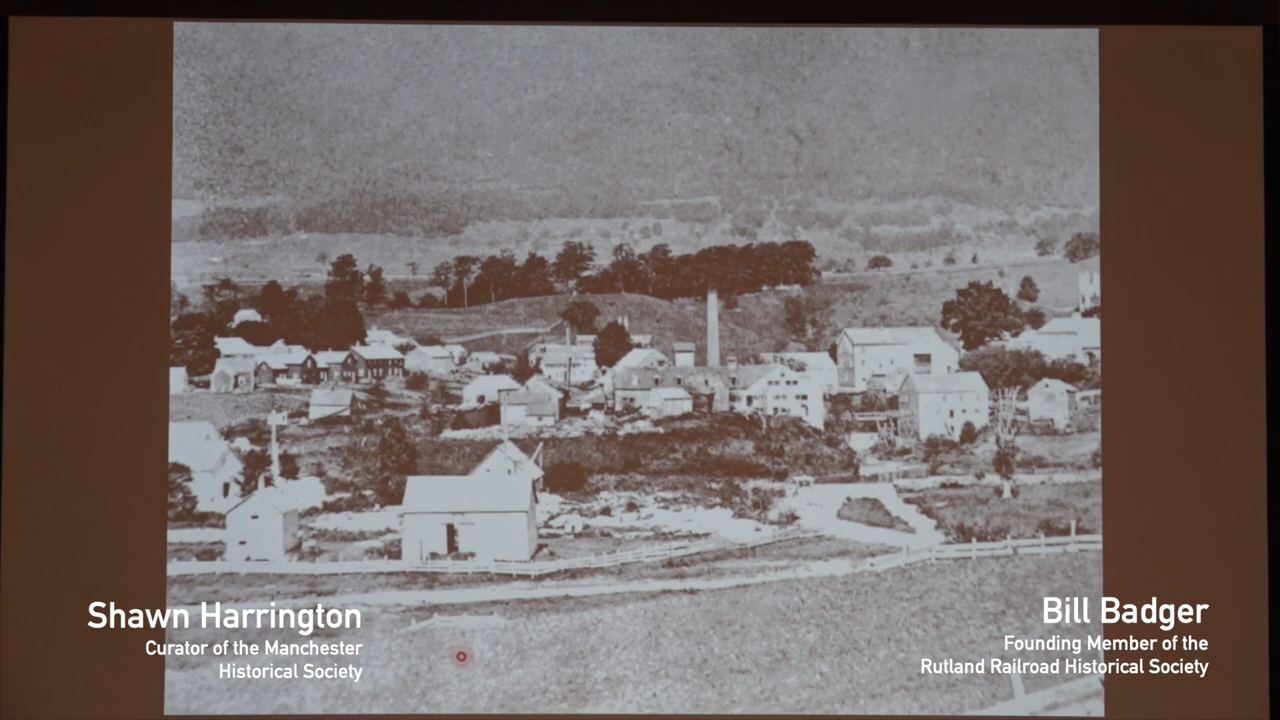 Shawn Harrington
Curator of the Manchester
Historical Society
Bill Badger
Founding Member of the
Rutland Railroad Historical Society